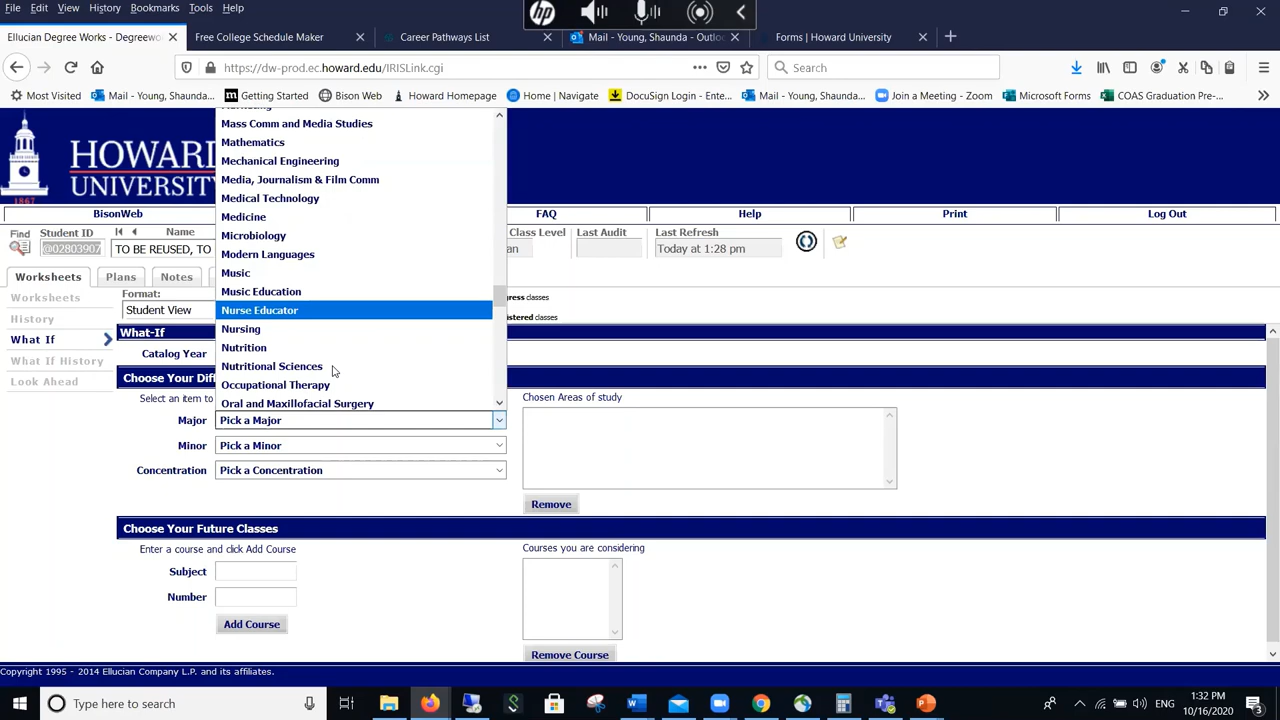 File Edit View History Bookmarks Tools Help
hp
Ellucian Degree Works - Degreewo
Free College Schedule Maker
Career Pathways List
Mail - Young, Shaunda - Outloo
Forms | Howard University
https://dw-prod.ec.howard.edu/IRISLink.cgi
Search
Most Visited
Mail - Young, Shaunda...
Getting Started
Bison Web
Howard Homepage
Home | Navigate
DocuSign Login - Ente...
Mail - Young, Shaunda...
Join a Meeting - Zoom
Microsoft Forms
COAS Graduation Pe...
HOWARD
UNIVERSITY
1867
BisonWeb
FAQ
Help
Print
Log Out
Find
Student ID
Name
Class Level
Last Audit
Last Refresh
@02803907
TO BE REUSED, TO
Today at 1:28 pm
Worksheets
Plans
Notes
Worksheets
History
What If
What If History
Look Ahead
Format:
Student View
classes
registered classes
What-If
Catalog Year
Select an item to
Mass Comm and Media Studies
Mathematics
Mechanical Engineering
Media, Journalism & Film Comm
Medical Technology
Medicine
Microbiology
Modern Languages
Music
Music Education
Nurse Educator
Nursing
Nutrition
Nutritional Sciences
Occupational Therapy
Oral and Maxillofacial Surgery
Major
Pick a Major
Minor
Pick a Minor
Concentration
Pick a Concentration
Chosen Areas of study
Remove
Choose Your Future Classes
Enter a course and click Add Course
Subject
Number
Add Course
Courses you are considering
Remove Course
Copyright 1995 - 2014 Ellucian Company L.P. and its affiliates.
Type here to search
ENG
1:32 PM
10/16/2020
3